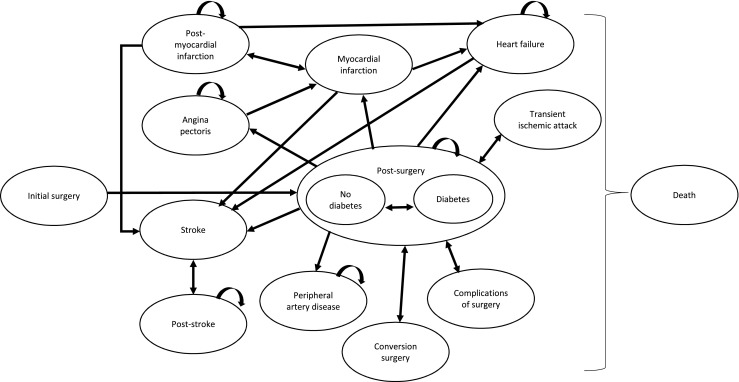 Post-
myocardial
infarction
Heart failure
Myocardial
infarction
Angina
pectoris
Transient
ischemic attack
Post-surgery
No
diabetes
Diabetes
Initial surgery
Death
Stroke
Peripheral
artery disease
Complications
of surgery
Post-stroke
Conversion
surgery